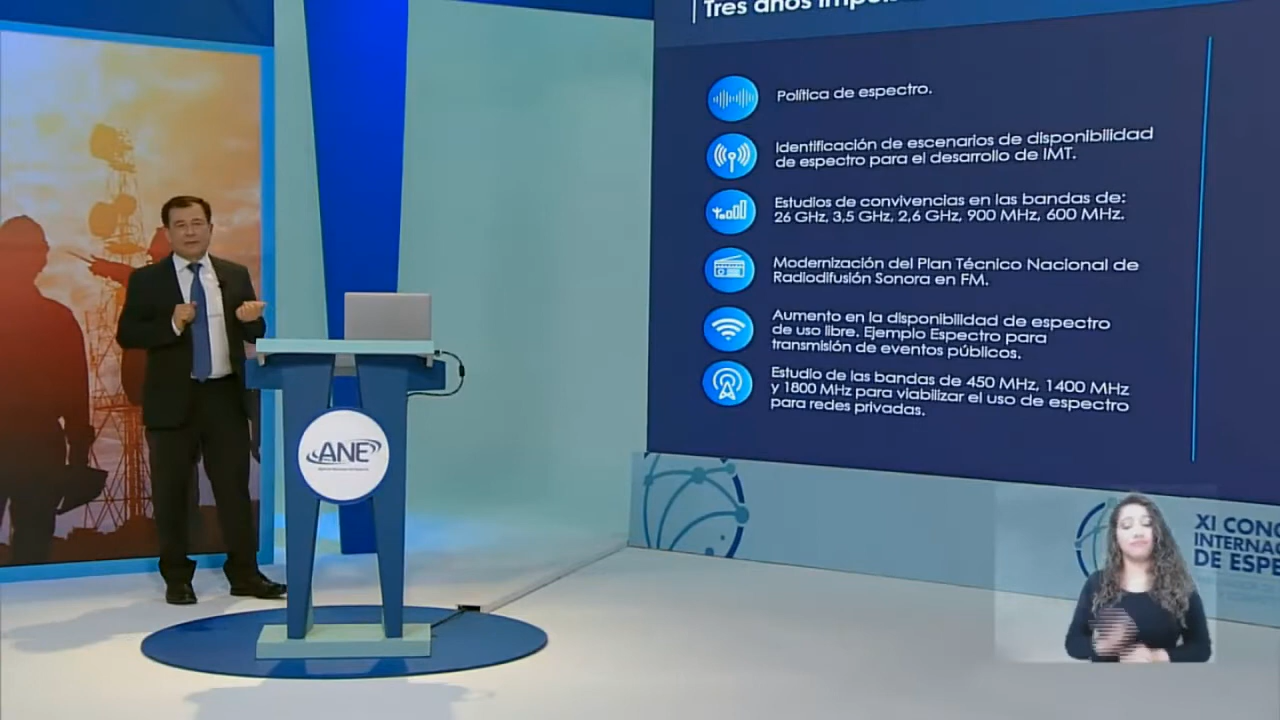 Tres años
Política de espectro.
Identificación de escenarios de disponibilidad
de espectro para el desarrollo de IMT.
Estudios de convivencias en las bandas de:
26 GHz, 3,5 GHz, 2,6 GHz, 900 MHz, 600 MHz.
Modernización del Plan Técnico Nacional de
Radiodifusión Sonora en FM.
Aumento en la disponibilidad de espectro
de uso libre. Ejemplo Espectro para
transmisión de eventos públicos.
Estudio de las bandas de 450 MHz, 1400 MHz
y 1800 MHz para viabilizar el uso de espectro
para redes privadas.
ANE
XI CONG
INTERNAC
DE ESPE